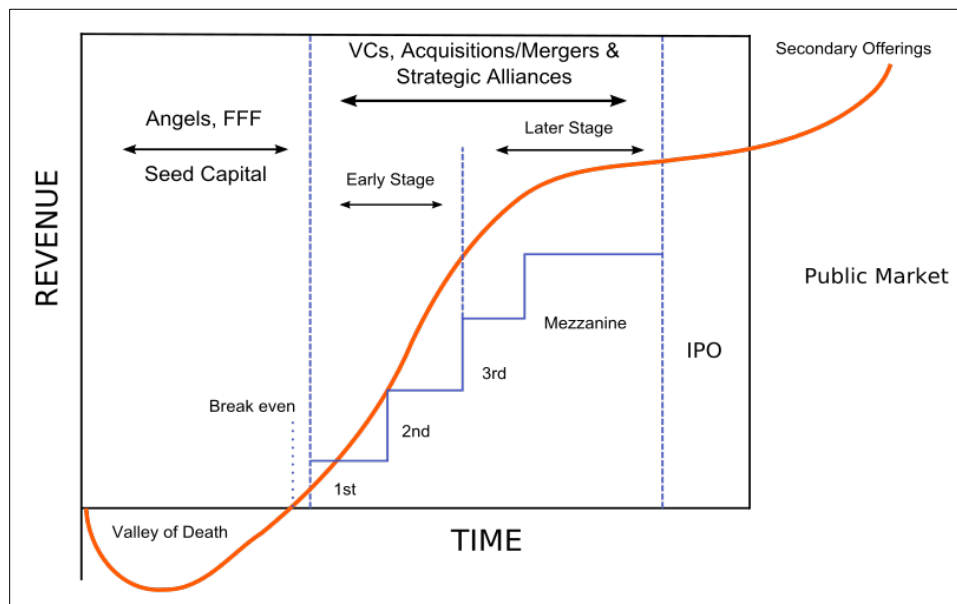 Secondary Offerings
VCs, Acquisitions/Mergers &
Strategic Alliances
Angels, FFF
Seed Capital
Later Stage
Early Stage
REVENUE
Public Market
Mezzanine
IPO
3rd
Break even
2nd
1st
Valley of Death
TIME